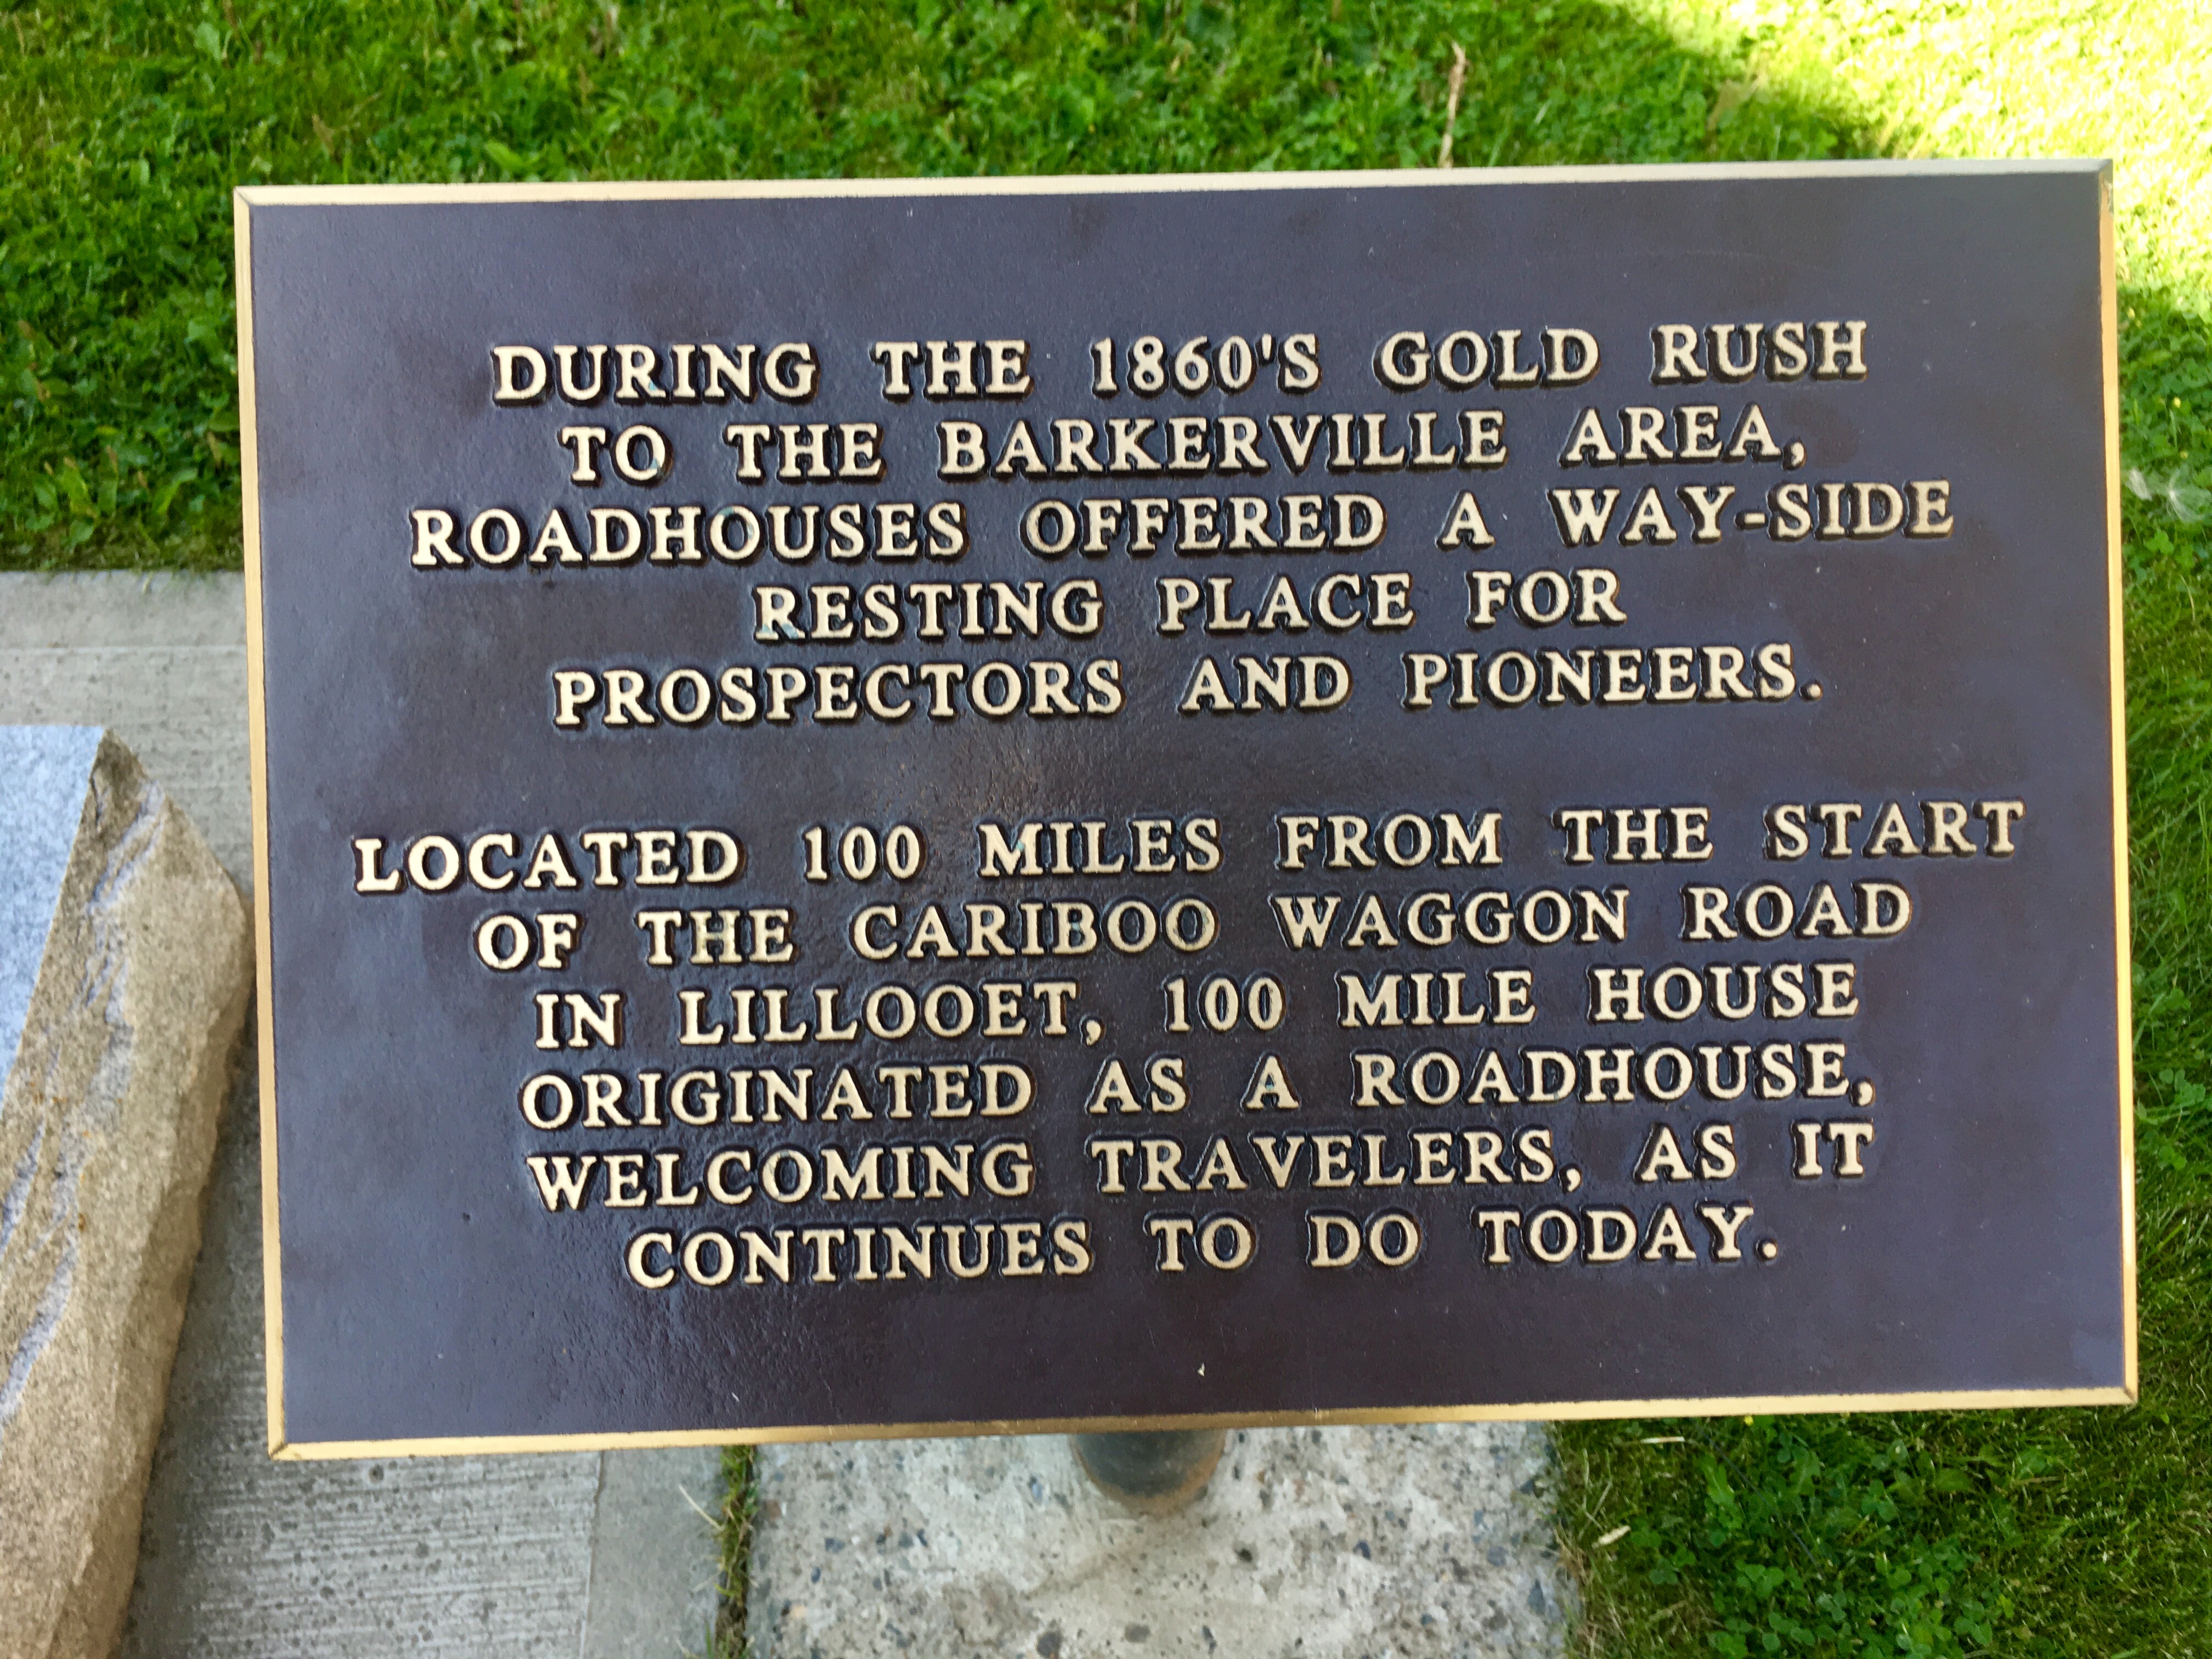 DURING THE 1860'S GOLD RUSH
TO THE BARKERVILLE AREA,
ROADHOUSES OFFERED A WAY-SIDE
RESTING PLACE FOR
PROSPECTORS AND PIONEERS.
LOCATED 100 MILES FROM THE START
OF THE CARIBOO WAGGON ROAD
IN LILLOOET, 100 MILE HOUSE
ORIGINATED AS A ROADHOUSE,
WELCOMING TRAVELERS, AS IT
CONTINUES TO DO TODAY.